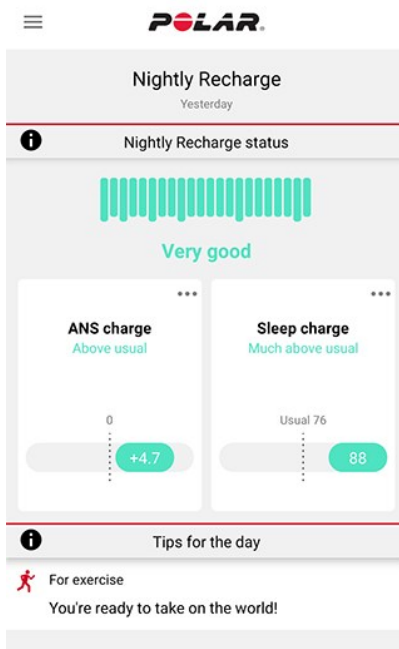 POLAR.
Nightly Recharge
Yesterday
Nightly Recharge status
Very good
ANS charge
Above usual
0
+4.7
Sleep charge
Much above usual
Usual 76
88
Tips for the day
For exercise
You're ready to take on the world!